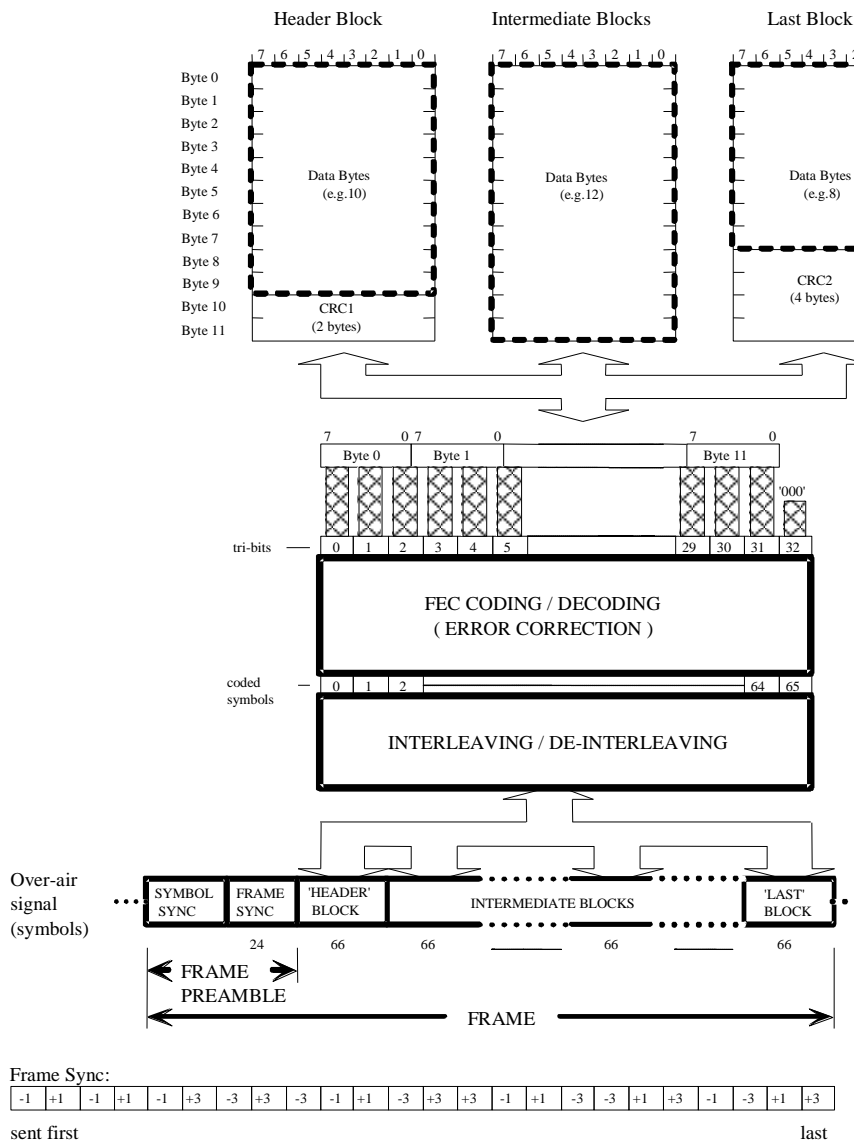 Header Block Intermediate Blocks Last Block
7 6 5 4 3 2 1 0 7 6 5 4 3 2 1 0 7 6 5 4 3
Byte 0
Byte 1
Byte 2
Byte 3
Byte 4
Byte 5
Byte 6
Byte 7
Byte 8
Byte 9
Byte 10
Byte 11
Data Bytes
(e.g.10)
CRC1
(2 bytes)
Data Bytes
(e.g.12)
Data Bytes
(e.g.8)
CRC2
(4 bytes)
7 0 7 0 7 0
Byte 0 Byte 1 Byte 11
'000'
tri-bits 0 1 2 3 4 5 29 30 31 32
FEC CODING / DECODING
( ERROR CORRECTION )
coded
symbols
0 1 2 64 65
INTERLEAVING / DE-INTERLEAVING
Over-air
signal
(symbols)
SYMBOL
SYNC
FRAME
SYNC
'HEADER'
BLOCK
INTERMEDIATE BLOCKS
'LAST'
BLOCK
24 66 66 66 66
FRAME
PREAMBLE
FRAME
Frame Sync:
-1 +1 -1 +1 -1 +3 -3 +3 -3 -1 +1 -3 +3 +3 -1 +1 -3 -3 +1 +3 -1 -3 +1 +3
sent first last